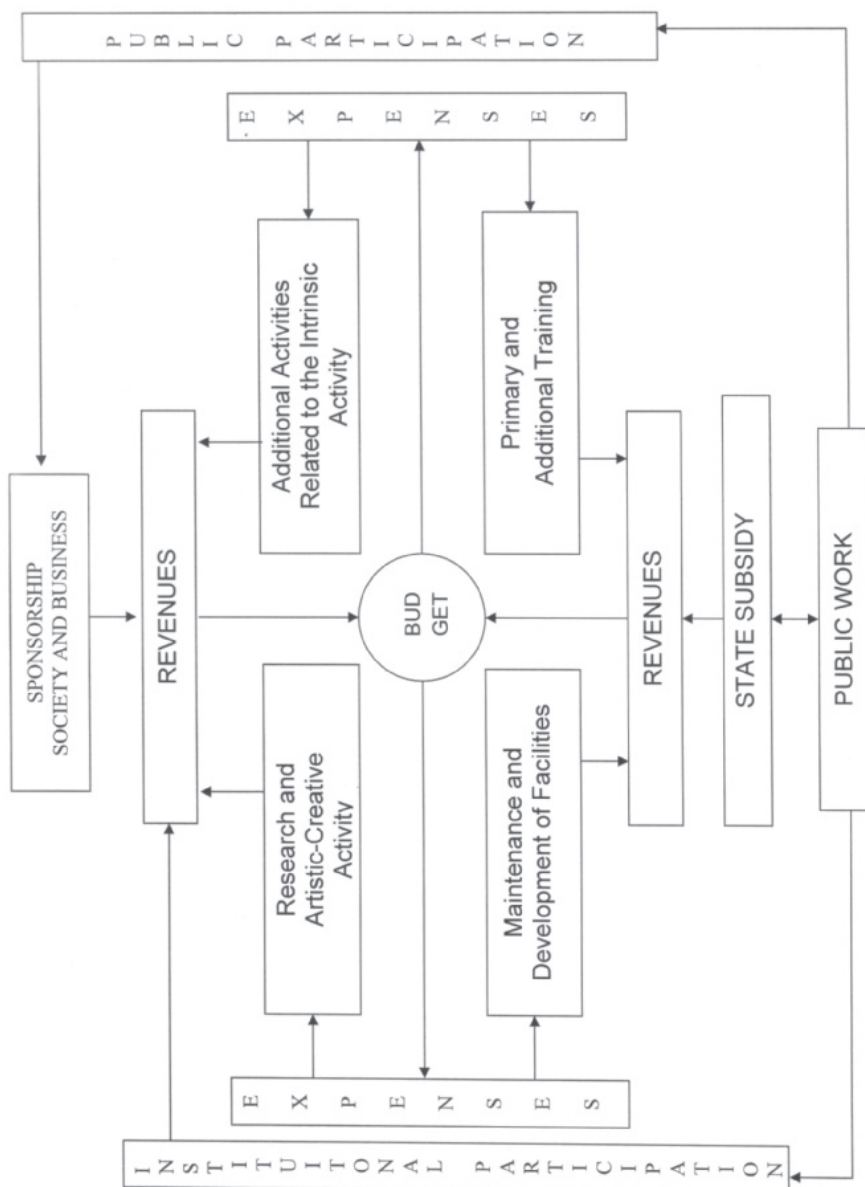 SPONSORSHIP
SOCIETY AND BUSINESS
INSTITUITONAL PARTICIPATION
PUBLIC PARTICIPATION
REVENUES
EXPENSES
Research and
Artistic-Creative
Activity
Additional Activities
Related to the Intrinsic
Activity
EXPENSES
BUD
GET
Maintenance and
Development of Facilities
Primary and
Additional Training
REVENUES
STATE SUBSIDY
PUBLIC WORK